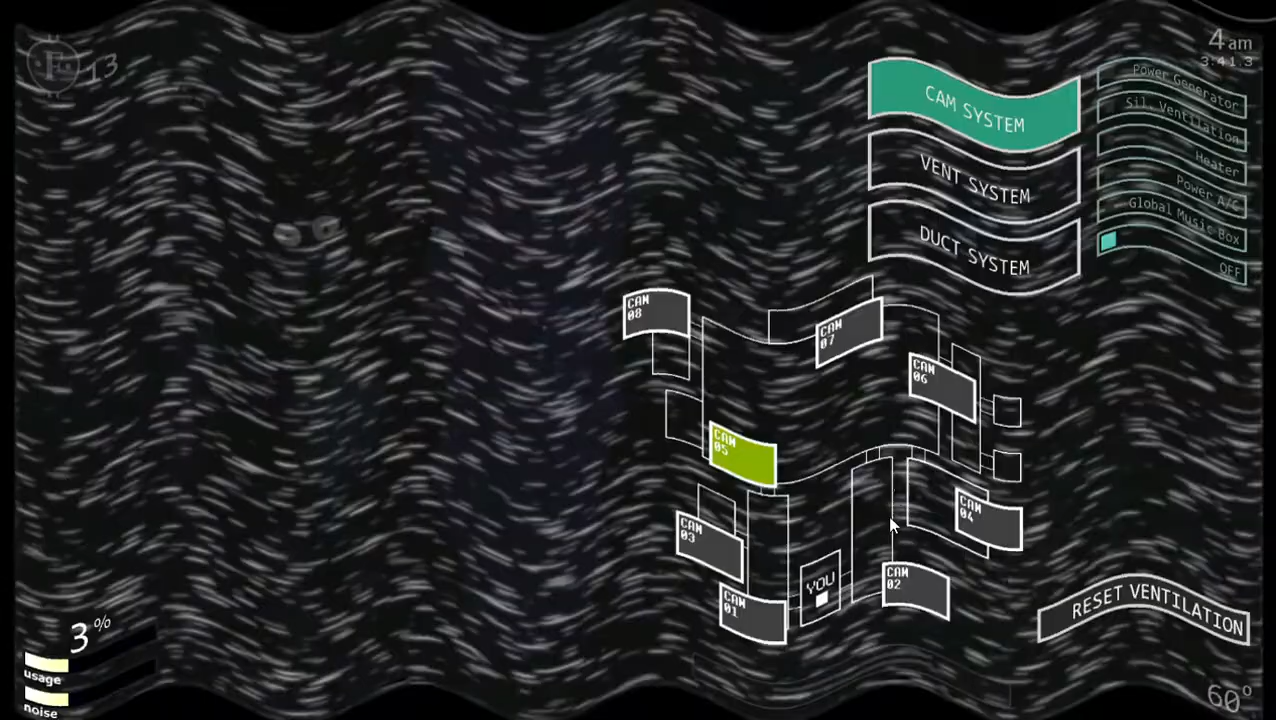 F 13
4am
3:41.3
CAM SYSTEM
VENT SYSTEM
DUCT SYSTEM
Power Generator
Sil. Ventilation
Heater
Power A/C
Global Music Box
OFF
CAM
08
CAM
07
CAM
06
CAM
05
CAM
04
CAM
03
YOU
CAM
02
CAM
01
RESET VENTILATION
3%
usage
noise
60°